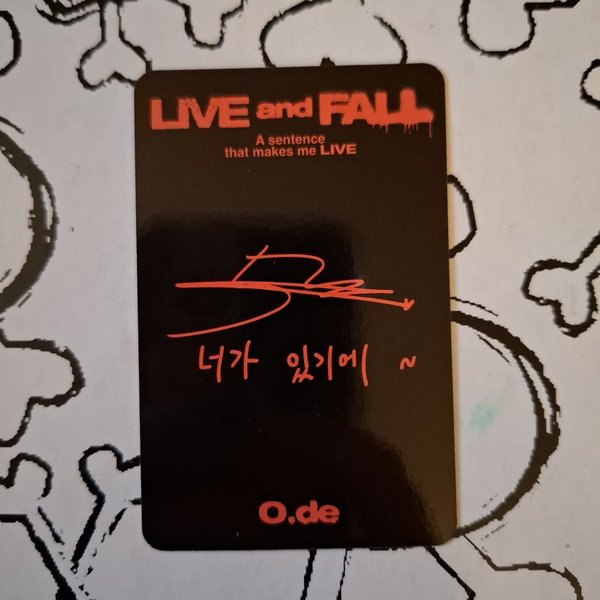 LIVE and FALL
A sentence
that makes me LIVE
너가 있기에 ~
O.de